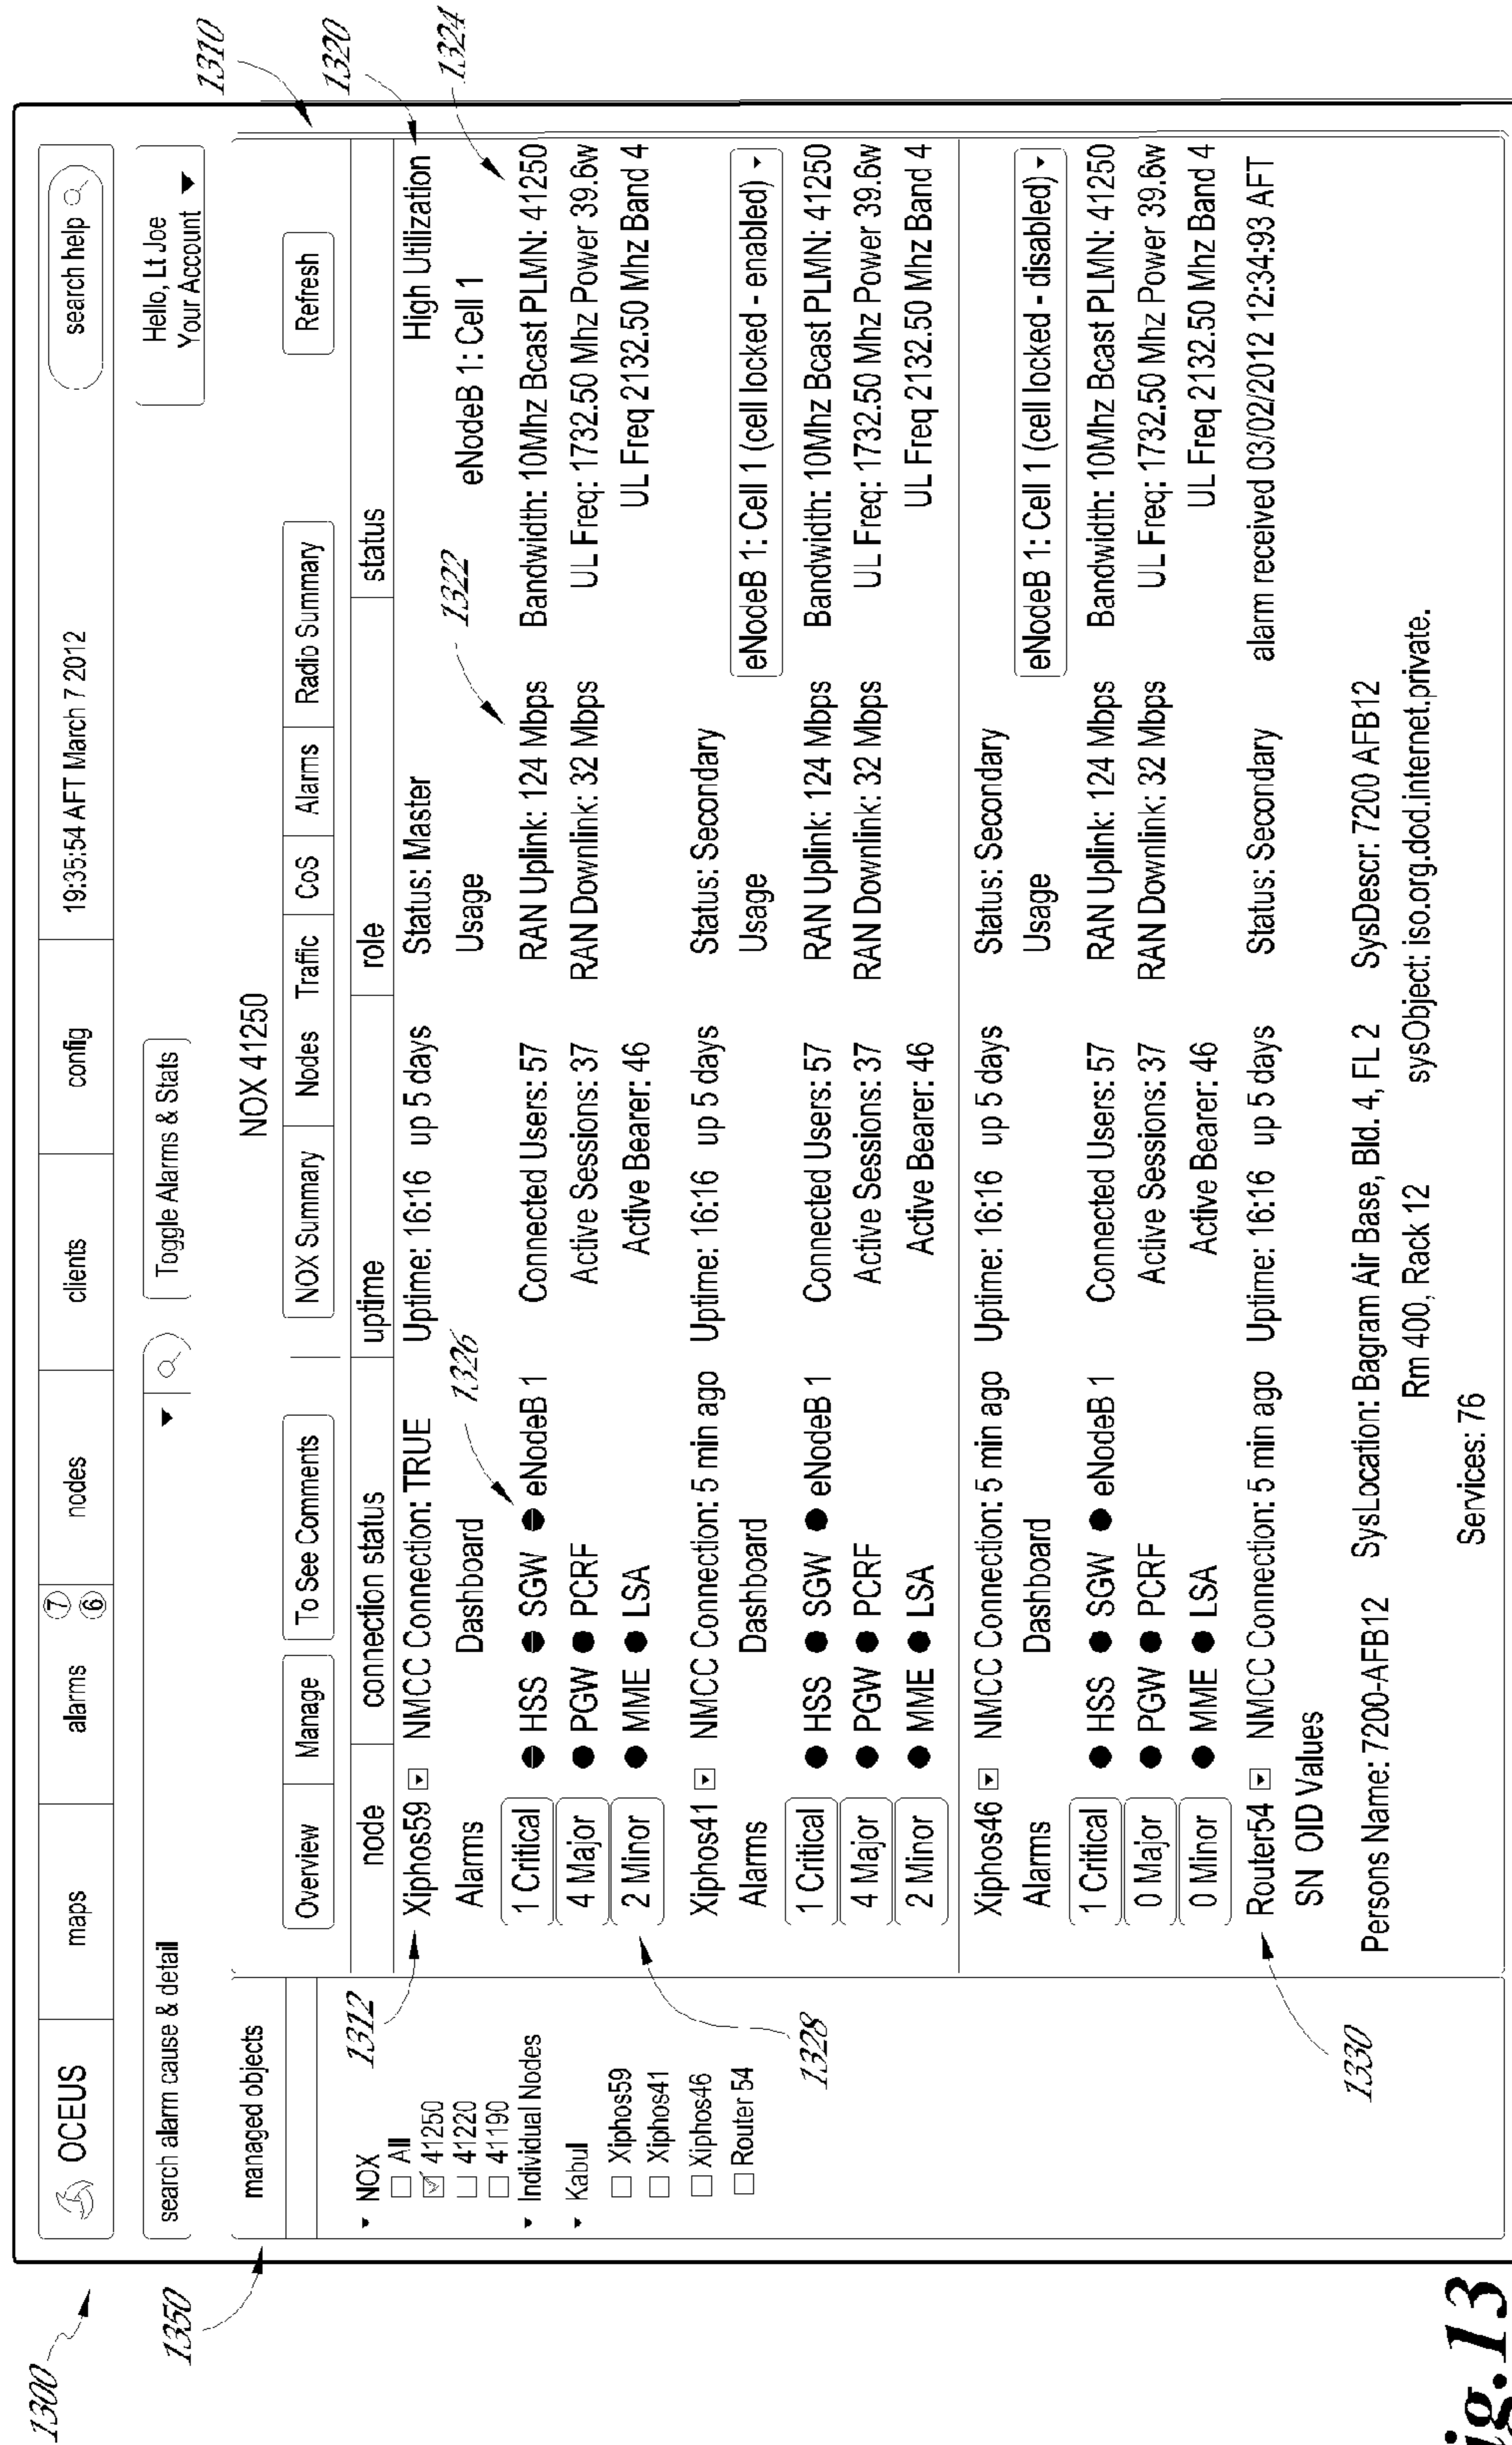 1300
1350
OCEUS
maps
alarms
7
6
nodes
clients
config
19:35:54 AFT March 7 2012
search help
search alarm cause & detail
Toggle Alarms & Stats
Hello, Lt Joe
Your Account
1310
1320
1324
managed objects
NOX
All
41250
41220
41190
Individual Nodes
Kabul
Xiphos59
Xiphos41
Xiphos46
Router 54
1312
1328
1330
NOX 41250
Overview Manage To See Comments NOX Summary Nodes Traffic CoS Alarms Radio Summary Refresh
node connection status uptime role status
Xiphos59 NMCC Connection: TRUE Uptime: 16:16 up 5 days Status: Master High Utilization
1326
1322
Alarms Dashboard Usage eNodeB 1: Cell 1
1 Critical HSS SGW eNodeB 1 Connected Users: 57 RAN Uplink: 124 Mbps Bandwidth: 10Mhz Bcast PLMN: 41250
4 Major PGW PCRF Active Sessions: 37 RAN Downlink: 32 Mbps UL Freq: 1732.50 Mhz Power 39.6w
2 Minor MME LSA Active Bearer: 46 UL Freq 2132.50 Mhz Band 4
Xiphos41 NMCC Connection: 5 min ago Uptime: 16:16 up 5 days Status: Secondary
Alarms Dashboard Usage eNodeB 1: Cell 1 (cell locked - enabled)
1 Critical HSS SGW eNodeB 1 Connected Users: 57 RAN Uplink: 124 Mbps Bandwidth: 10Mhz Bcast PLMN: 41250
4 Major PGW PCRF Active Sessions: 37 RAN Downlink: 32 Mbps UL Freq: 1732.50 Mhz Power 39.6w
2 Minor MME LSA Active Bearer: 46 UL Freq 2132.50 Mhz Band 4
Xiphos46 NMCC Connection: 5 min ago Uptime: 16:16 up 5 days Status: Secondary
Alarms Dashboard Usage eNodeB 1: Cell 1 (cell locked - disabled)
1 Critical HSS SGW eNodeB 1 Connected Users: 57 RAN Uplink: 124 Mbps Bandwidth: 10Mhz Bcast PLMN: 41250
0 Major PGW PCRF Active Sessions: 37 RAN Downlink: 32 Mbps UL Freq: 1732.50 Mhz Power 39.6w
0 Minor MME LSA Active Bearer: 46 UL Freq 2132.50 Mhz Band 4
Router54 NMCC Connection: 5 min ago Uptime: 16:16 up 5 days Status: Secondary alarm received 03/02/2012 12:34:93 AFT
SN OID Values
Persons Name: 7200-AFB12 SysLocation: Bagram Air Base, Bld. 4, FL 2 SysDescr: 7200 AFB12
Rm 400, Rack 12 sysObject: iso.org.dod.internet.private.
Services: 76
ig.13